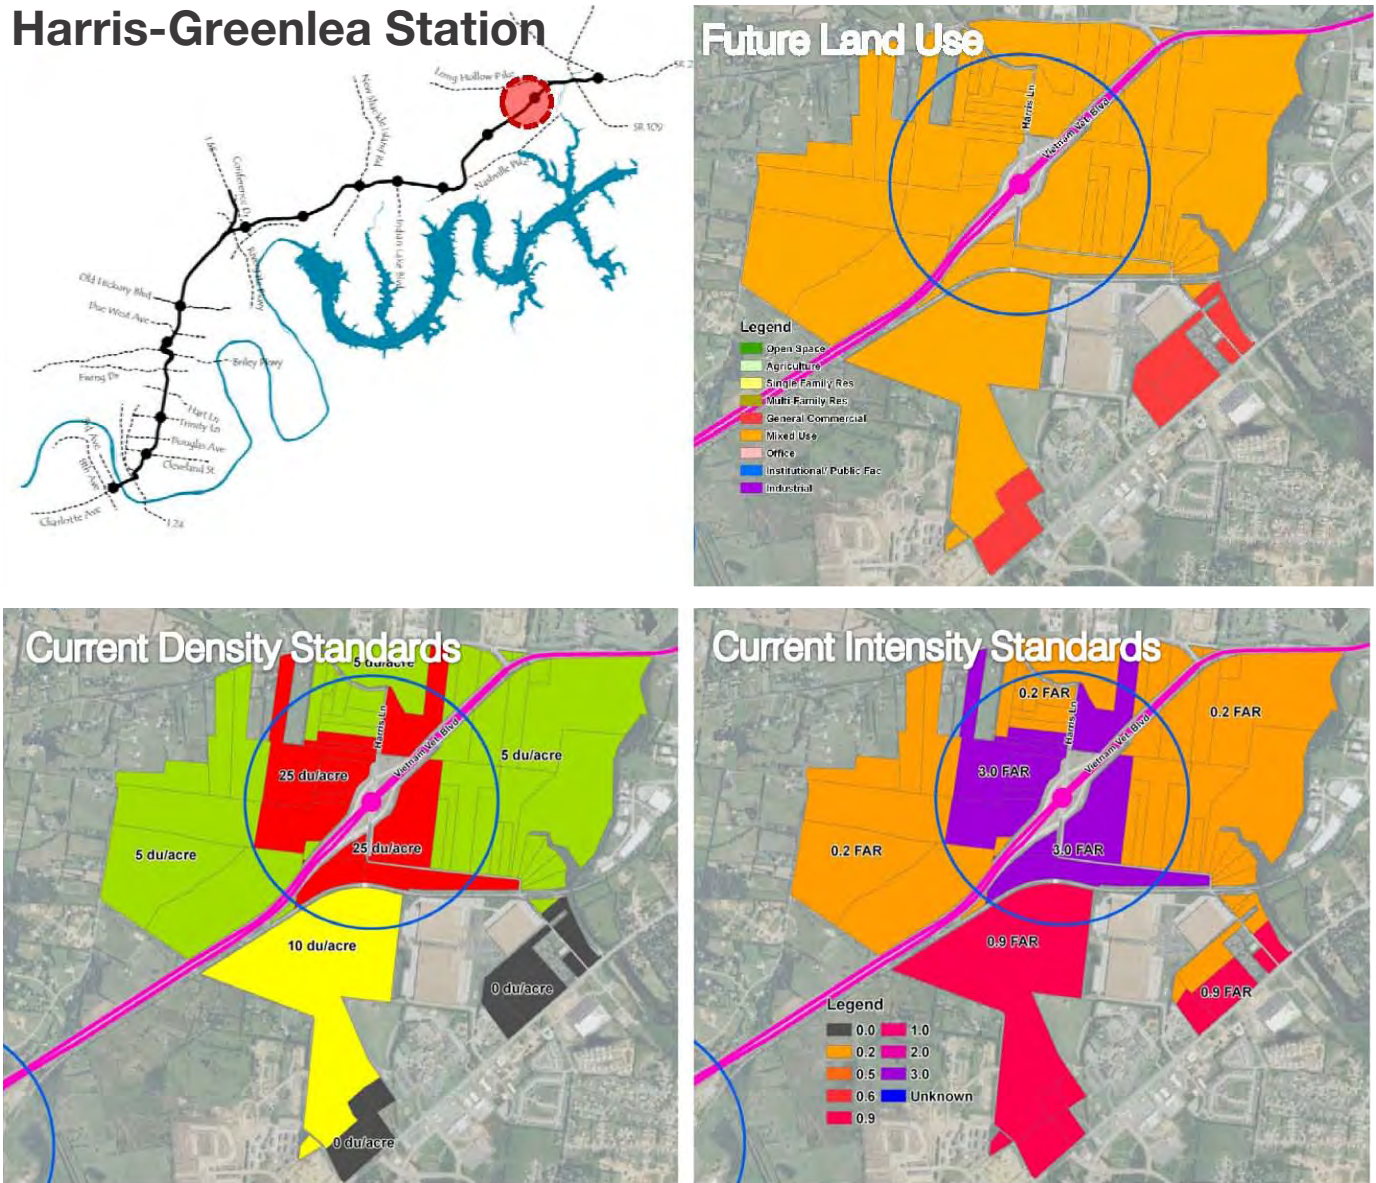 Harris-Greenlea Station
Long Hollow Pike
SR 109
New Shackle Island Rd
Nashville Pike
Conference Dr
Indian Lake Blvd
Old Hickory Blvd
Due West Ave
Briley Pkwy
Ewing Dr
Hart Ln
Trinity Ln
Douglas Ave
Cleveland St
Charlotte Ave
I 24
Future Land Use
Harris Ln
Vietnam Vet. Blvd.
Legend
Open Space
Agriculture
Single Family Res
Multi-Family Res
General Commercial
Mixed Use
Office
Institutional/ Public Fac
Industrial
Current Density Standards
5 du/acre
Harris Ln
Vietnam Vet. Blvd.
5 du/acre
25 du/acre
25 du/acre
5 du/acre
10 du/acre
0 du/acre
0 du/acre
Current Intensity Standards
0.2 FAR
Harris Ln
0.2 FAR
Vietnam Vet. Blvd.
3.0 FAR
3.0 FAR
0.2 FAR
0.9 FAR
0.9 FAR
Legend
0.0 1.0
0.2 2.0
0.5 3.0
0.6 Unknown
0.9